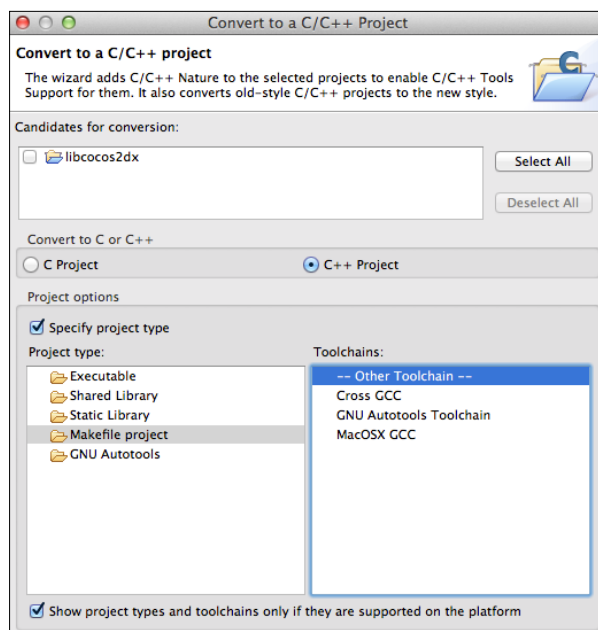 Convert to a C/C++ Project
Convert to a C/C++ project
The wizard adds C/C++ Nature to the selected projects to enable C/C++ Tools
Support for them. It also converts old-style C/C++ projects to the new style.
C
Candidates for conversion:
libcocos2dx
Select All
Deselect All
Convert to C or C++
C Project
C++ Project
Project options
Specify project type
Project type:
Toolchains:
Executable
Shared Library
Static Library
Makefile project
GNU Autotools
-- Other Toolchain --
Cross GCC
GNU Autotools Toolchain
MacOSX GCC
Show project types and toolchains only if they are supported on the platform